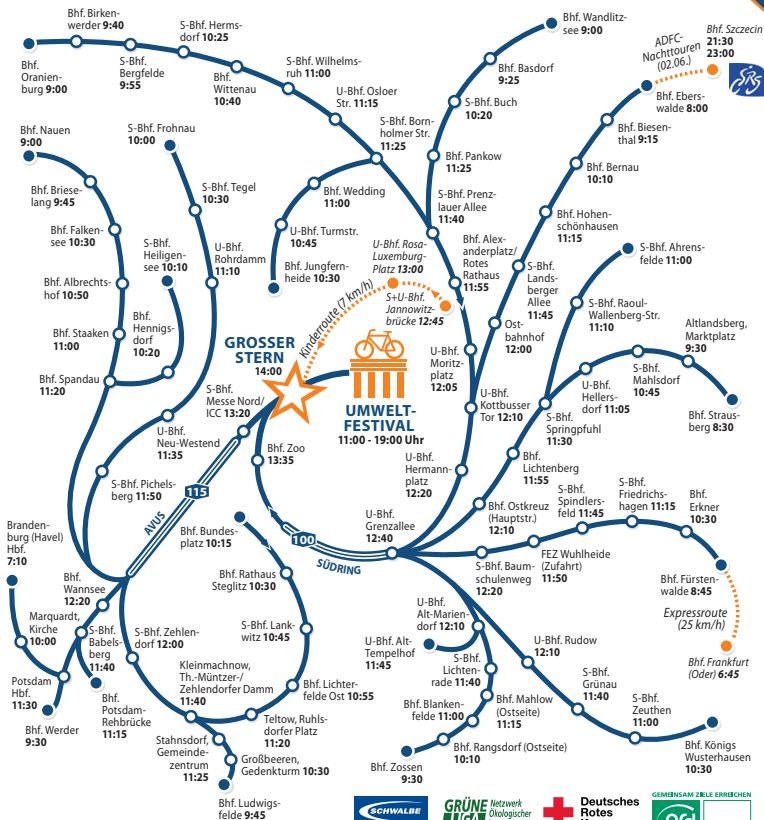 Bhf. Birken-
werder 9:40
S-Bhf. Herms-
dorf 10:25
Bhf. Wandlitz-
see 9:00
Bhf. Szczecin
21:30
23:00
ADFC-
Nachttouren
(02.06.)
Bhf.
Oranien-
burg 9:00
S-Bhf.
Bergfelde
9:55
Bhf.
Wittenau
10:40
S-Bhf. Wilhelms-
ruh 11:00
U-Bhf. Osloer
Str. 11:15
S-Bhf. Born-
holmer Str.
11:25
Bhf. Basdorf
9:25
S-Bhf. Buch
10:20
Bhf. Pankow
11:25
S-Bhf. Prenz-
lauer Allee
11:40
Bhf. Ebers-
walde 8:00
Bhf. Biesen-
thal 9:15
Bhf. Bernau
10:10
Bhf. Hohen-
schönhausen
11:15
Bhf. Nauen
9:00
S-Bhf. Frohnau
10:00
Bhf. Briese-
lang 9:45
S-Bhf. Tegel
10:30
Bhf. Wedding
11:00
Bhf. Falken-
see 10:30
S-Bhf.
Heiligen-
see 10:10
U-Bhf.
Rohrdamm
11:10
U-Bhf. Turmstr.
10:45
Bhf. Jungfern-
heide 10:30
U-Bhf. Rosa-
Luxemburg-
Platz 13:00
Bhf. Alex-
anderplatz/
Rotes
Rathaus
11:55
S-Bhf.
Lands-
berger
Allee
11:45
S-Bhf. Ahrens-
felde 11:00
Bhf. Albrechts-
hof 10:50
Bhf.
Hennigs-
dorf
10:20
Kinderroute (7 km/h)
S+U-Bhf.
Jannowitz-
brücke 12:45
S-Bhf. Raoul-
Wallenberg-Str.
11:10
Bhf. Staaken
11:00
GROSSER
STERN
14:00
Ost-
bahnhof
12:00
Altlandsberg,
Marktplatz
9:30
Bhf. Spandau
11:20
U-Bhf.
Moritz-
platz
12:05
S-Bhf.
Mahlsdorf
10:45
U-Bhf.
Hellers-
dorf 11:05
Bhf. Straus-
berg 8:30
S-Bhf.
Messe Nord/
ICC 13:20
UMWELT-
FESTIVAL
11:00 - 19:00 Uhr
U-Bhf.
Kottbusser
Tor 12:10
S-Bhf.
Springpfuhl
11:30
U-Bhf.
Neu-Westend
11:35
Bhf. Zoo
13:35
U-Bhf.
Hermann-
platz
12:20
Bhf.
Lichtenberg
11:55
S-Bhf. Pichels-
berg 11:50
115
AVUS
S-Bhf.
Spindlers-
feld 11:45
S-Bhf.
Friedrichs-
hagen 11:15
Bhf.
Erkner
10:30
Bhf. Ostkreuz
(Hauptstr.)
12:10
Branden-
burg (Havel)
Hbf.
7:10
Bhf. Bundes-
platz 10:15
100
SÜDRING
U-Bhf.
Grenzallee
12:40
S-Bhf. Baum-
schulenweg
12:20
FEZ Wuhlheide
(Zufahrt)
11:50
Bhf. Fürsten-
walde 8:45
Bhf.
Wannsee
12:20
Bhf. Rathaus
Steglitz 10:30
Expressroute
(25 km/h)
Marquardt,
Kirche
10:00
S-Bhf.
Babels-
berg
11:40
S-Bhf. Zehlen-
dorf 12:00
S-Bhf. Lank-
witz 10:45
U-Bhf.
Alt-Marien-
dorf 12:10
U-Bhf. Alt-
Tempelhof
11:45
U-Bhf. Rudow
12:10
Bhf. Frankfurt
(Oder) 6:45
Potsdam
Hbf.
11:30
Kleinmachnow,
Th.-Müntzer-/
Zehlendorfer Damm
11:40
S-Bhf.
Lichten-
rade 11:40
S-Bhf.
Grünau
11:40
Bhf.
Potsdam-
Rehbrücke
11:15
Bhf. Lichter-
felde Ost 10:55
Bhf. Blanken-
felde 11:00
Bhf. Mahlow
(Ostseite)
11:15
S-Bhf.
Zeuthen
11:00
Bhf. Werder
9:30
Teltow, Ruhls-
dorfer Platz
11:20
Stahnsdorf,
Gemeinde-
zentrum
11:25
Großbeeren,
Gedenkturm 10:30
Bhf. Rangsdorf (Ostseite)
10:10
Bhf. Königs
Wusterhausen
10:30
Bhf. Zossen
9:30
Bhf. Ludwigs-
felde 9:45
SCHWALBE
GRÜNE
LIGA
Netzwerk
Ökologischer
Deutsches
Rotes
GEMEINSAM ZIELE ERREICHEN